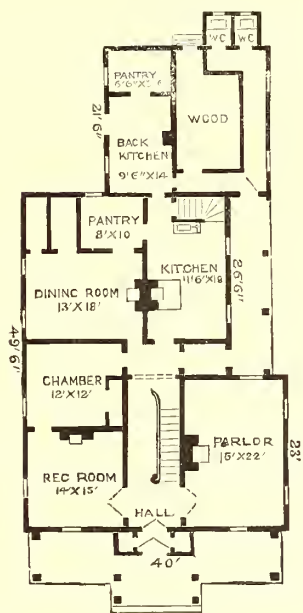 WC WC
PANTRY
21'6"
WOOD
BACK
KITCHEN
9'6"X14
PANTRY
8'X10
KITCHEN
11'6"X18
26'6"
DINING ROOM
13'X18'
49'6"
CHAMBER
12'X12'
PARLOR
15'X22'
23'
REC ROOM
14'X15'
HALL
40'